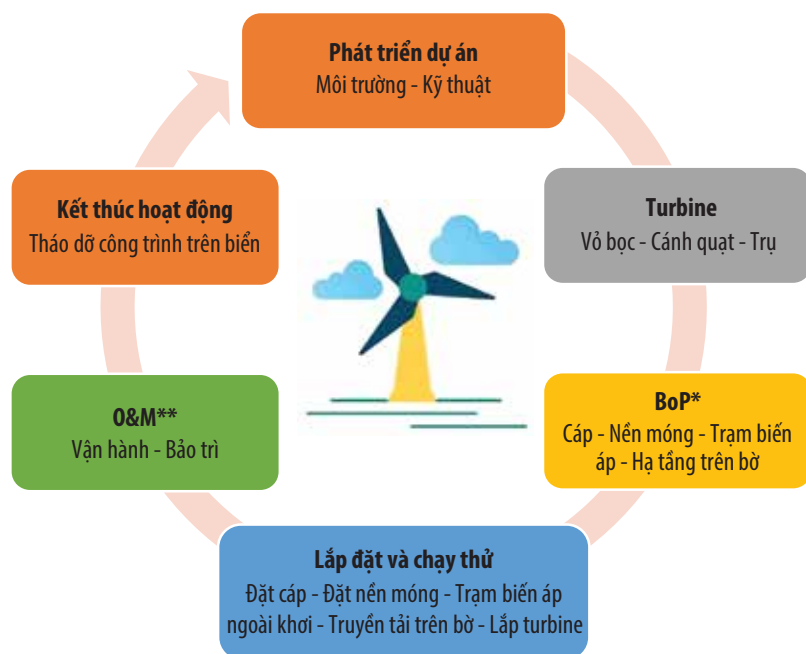 Phát triển dự án
Môi trường - Kỹ thuật
Turbine
Vỏ bọc - Cánh quạt - Trụ
BoP*
Cáp - Nền móng - Trạm biến
áp - Hạ tầng trên bờ
Lắp đặt và chạy thử
Đặt cáp - Đặt nền móng - Trạm biến áp
ngoài khơi - Truyền tải trên bờ - Lắp turbine
O&M**
Vận hành - Bảo trì
Kết thúc hoạt động
Tháo dỡ công trình trên biển